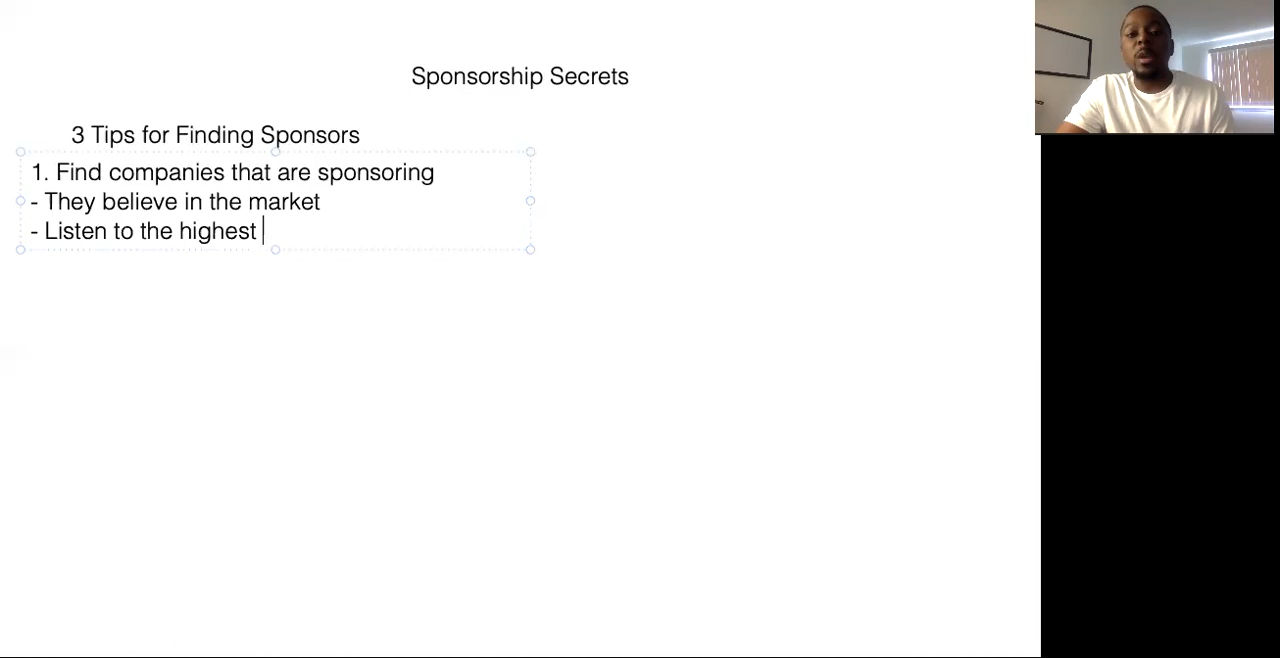 Sponsorship Secrets
3 Tips for Finding Sponsors
1. Find companies that are sponsoring
- They believe in the market
- Listen to the highest